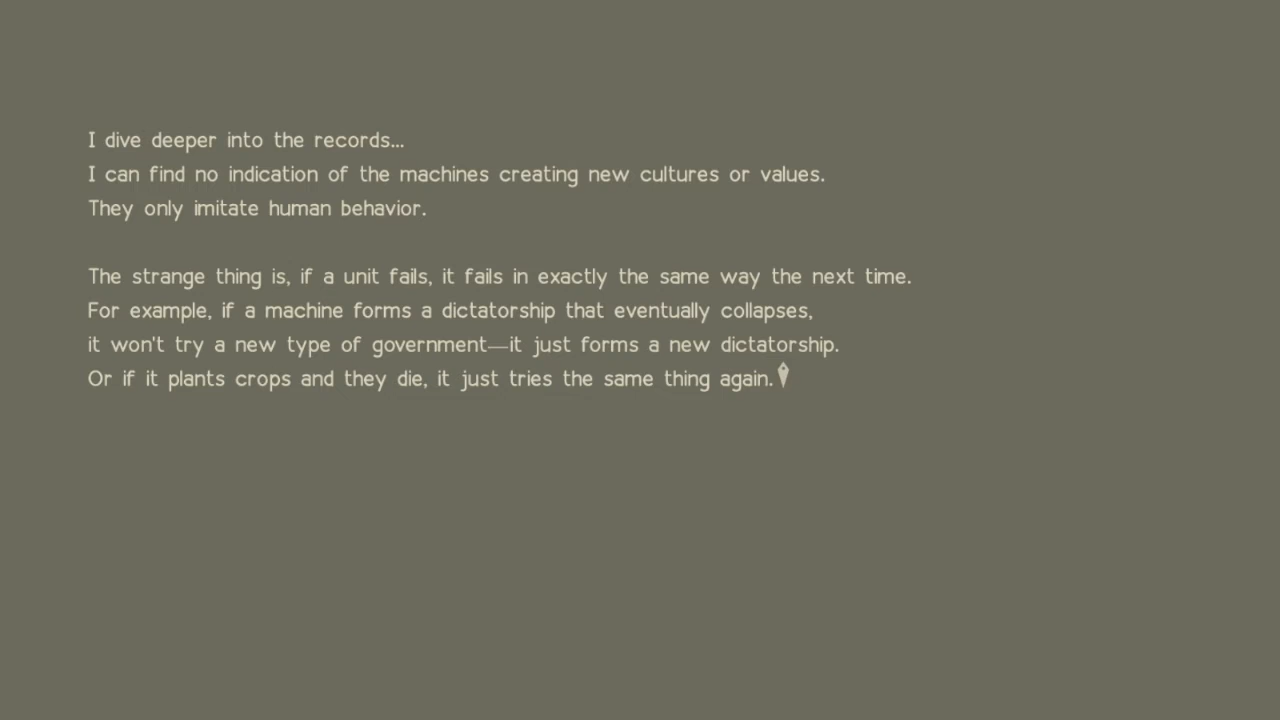 I dive deeper into the records...
I can find no indication of the machines creating new cultures or values.
They only imitate human behavior.
The strange thing is, if a unit fails, it fails in exactly the same way the next time.
For example, if a machine forms a dictatorship that eventually collapses,
it won't try a new type of government—it just forms a new dictatorship.
Or if it plants crops and they die, it just tries the same thing again.